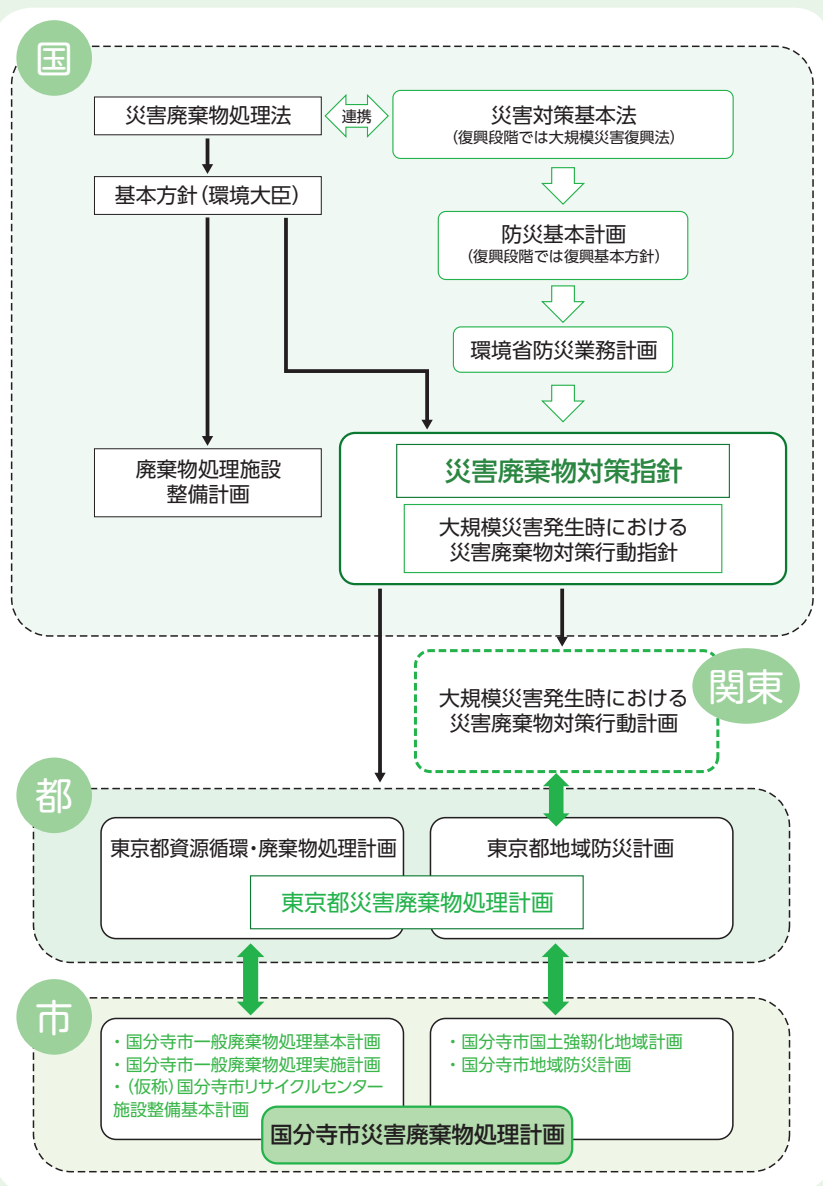 国
災害廃棄物処理法
連携
災害対策基本法
(復興段階では大規模災害復興法)
基本方針(環境大臣)
防災基本計画
(復興段階では復興基本方針)
環境省防災業務計画
廃棄物処理施設
整備計画
災害廃棄物対策指針
大規模災害発生時における
災害廃棄物対策行動指針
関東
大規模災害発生時における
災害廃棄物対策行動計画
都
東京都資源循環・廃棄物処理計画
東京都地域防災計画
東京都災害廃棄物処理計画
市
・国分寺市一般廃棄物処理基本計画
・国分寺市一般廃棄物処理実施計画
・(仮称)国分寺市リサイクルセンター
施設整備基本計画
・国分寺市国土強靭化地域計画
・国分寺市地域防災計画
国分寺市災害廃棄物処理計画